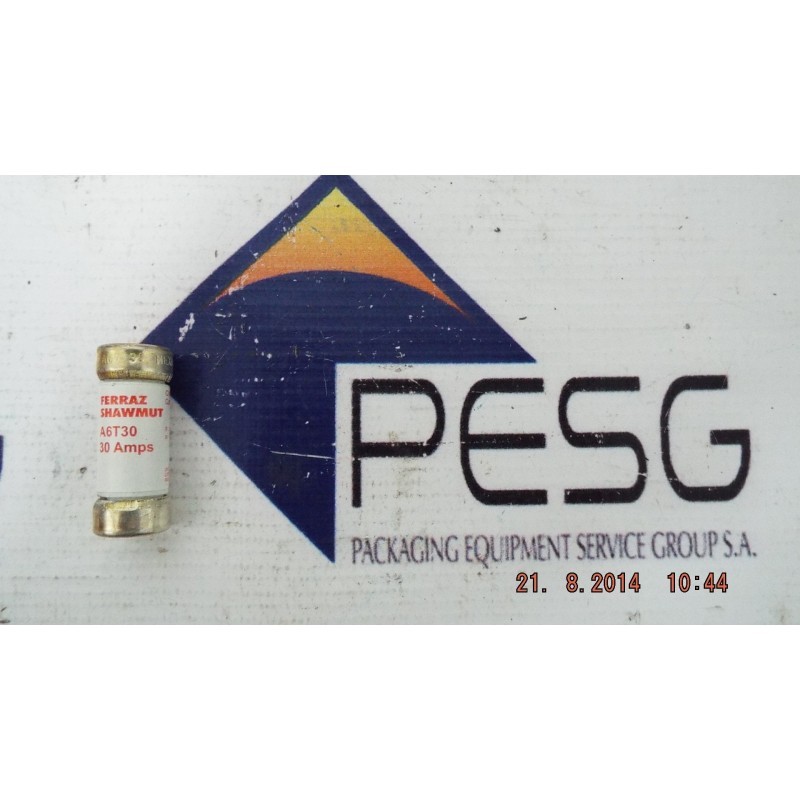 FERRAZ
SHAWMUT
A6T30
30 Amps
PESG
PACKAGING EQUIPMENT SERVICE GROUP S.A.
21. 8.2014 10:44